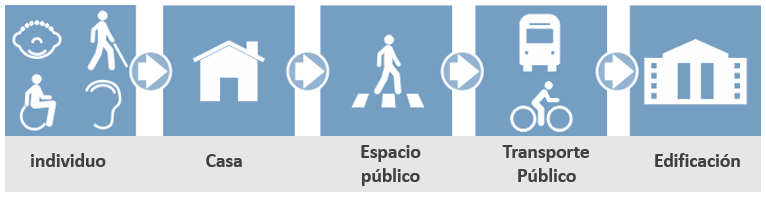 individuo
Casa
Espacio
público
Transporte
Público
Edificación